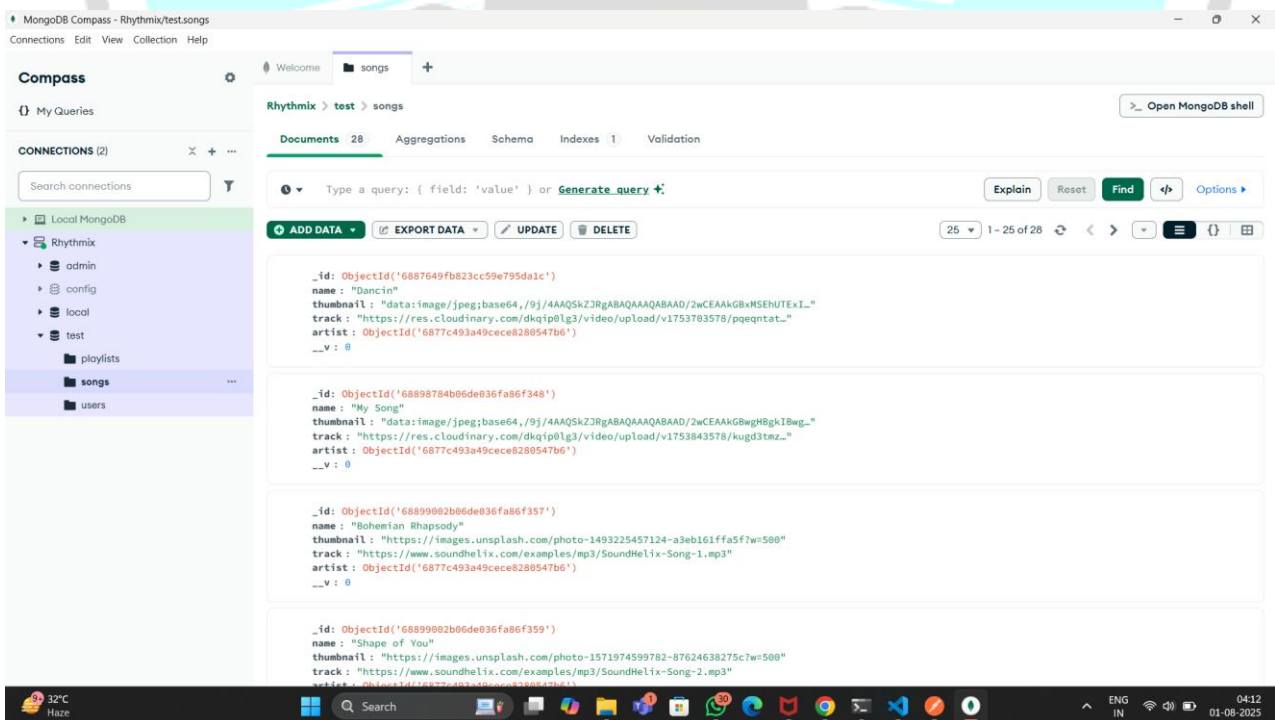 MongoDB Compass - Rhythmix/test.songs
Connections Edit View Collection Help
Compass
{} My Queries
CONNECTIONS (2)
Search connections
Local MongoDB
Rhythmix
admin
config
local
test
playlists
songs
users
Welcome songs +
Rhythmix > test > songs
>_ Open MongoDB shell
Documents 28 Aggregations Schema Indexes 1 Validation
Type a query: { field: 'value' } or Generate query
Explain Reset Find </> Options
ADD DATA EXPORT DATA UPDATE DELETE
25 1 – 25 of 28 {}
_id: ObjectId('6887649fb823cc59e795da1c')
name : "Dancin"
thumbnail : "data:image/jpeg;base64,/9j/4AAQSkZJRgABAQAAAQABAAD/2wCEAAkGBxMSEhUTExI…"
track : "https://res.cloudinary.com/dkqip0lg3/video/upload/v1753703578/pqeqntat…"
artist : ObjectId('6877c493a49cece8280547b6')
__v : 0
_id: ObjectId('68898784b06de036fa86f348')
name : "My Song"
thumbnail : "data:image/jpeg;base64,/9j/4AAQSkZJRgABAQAAAQABAAD/2wCEAAkGBwgHBgkIBwg…"
track : "https://res.cloudinary.com/dkqip0lg3/video/upload/v1753843578/kugd3tmz…"
artist : ObjectId('6877c493a49cece8280547b6')
__v : 0
_id: ObjectId('68899002b06de036fa86f357')
name : "Bohemian Rhapsody"
thumbnail : "https://images.unsplash.com/photo-1493225457124-a3eb161ffa5f?w=500"
track : "https://www.soundhelix.com/examples/mp3/SoundHelix-Song-1.mp3"
artist : ObjectId('6877c493a49cece8280547b6')
__v : 0
_id: ObjectId('68899002b06de036fa86f359')
name : "Shape of You"
thumbnail : "https://images.unsplash.com/photo-1571974599782-87624638275c?w=500"
track : "https://www.soundhelix.com/examples/mp3/SoundHelix-Song-2.mp3"
artist : ObjectId('6877c493a49cece8280547b6')
9+ 32°C
Haze
Search
30
ENG
IN
04:12
01-08-2025